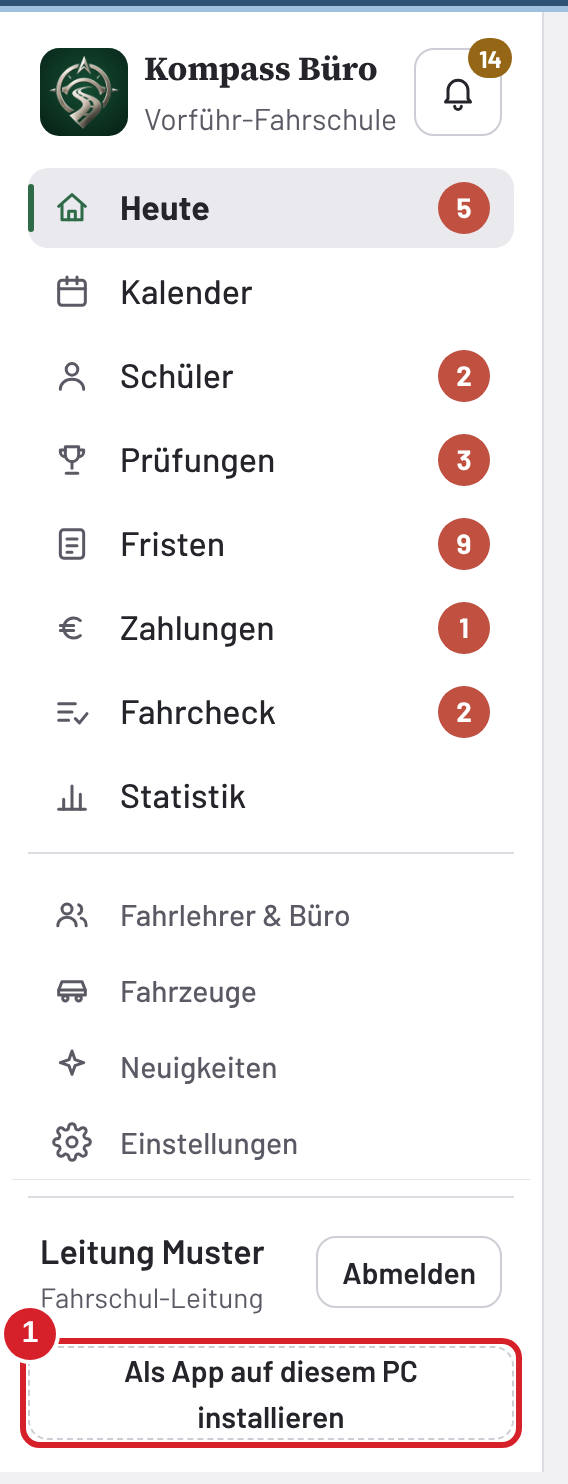 Kompass Büro
14
Vorführ-Fahrschule
Heute 5
Kalender
Schüler 2
Prüfungen 3
Fristen 9
€ Zahlungen 1
Fahrcheck 2
Statistik
Fahrlehrer & Büro
Fahrzeuge
Neuigkeiten
Einstellungen
Leitung Muster
Fahrschul-Leitung
Abmelden
1
Als App auf diesem PC
installieren